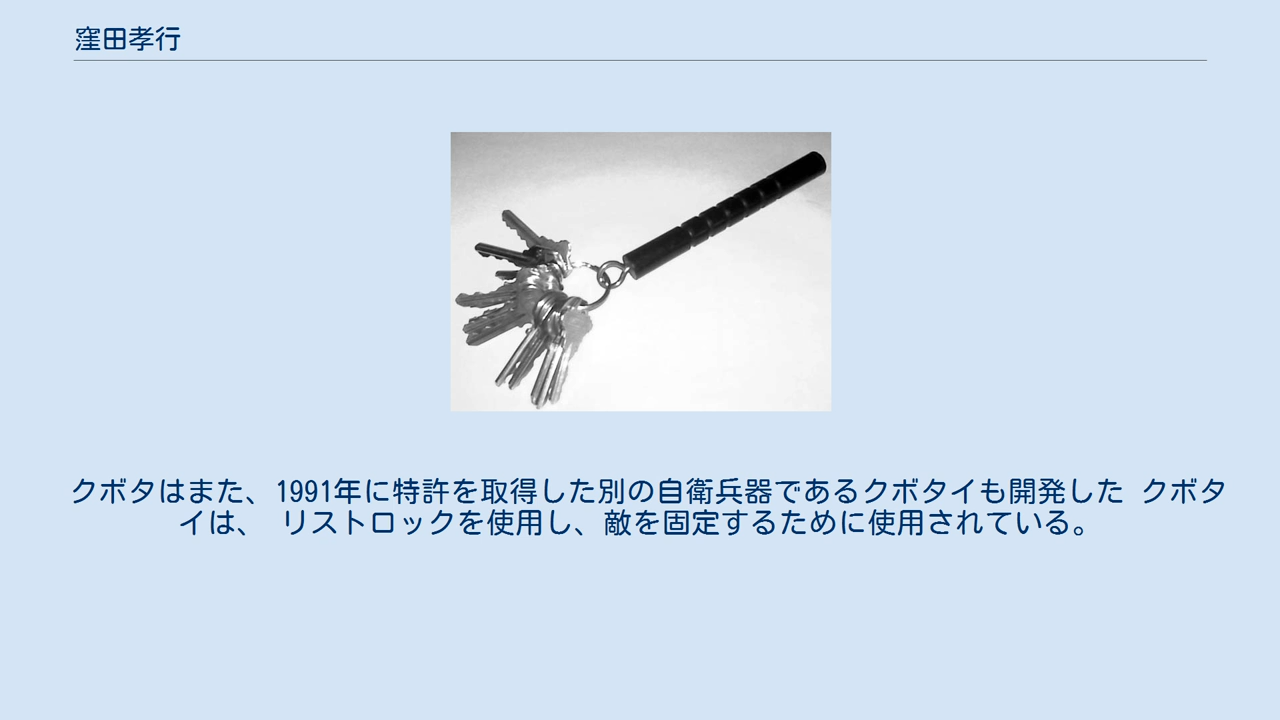 窪田孝行
クボタはまた、1991年に特許を取得した別の自衛兵器であるクボタイも開発した クボタ
イは、 リストロックを使用し、敵を固定するために使用されている。